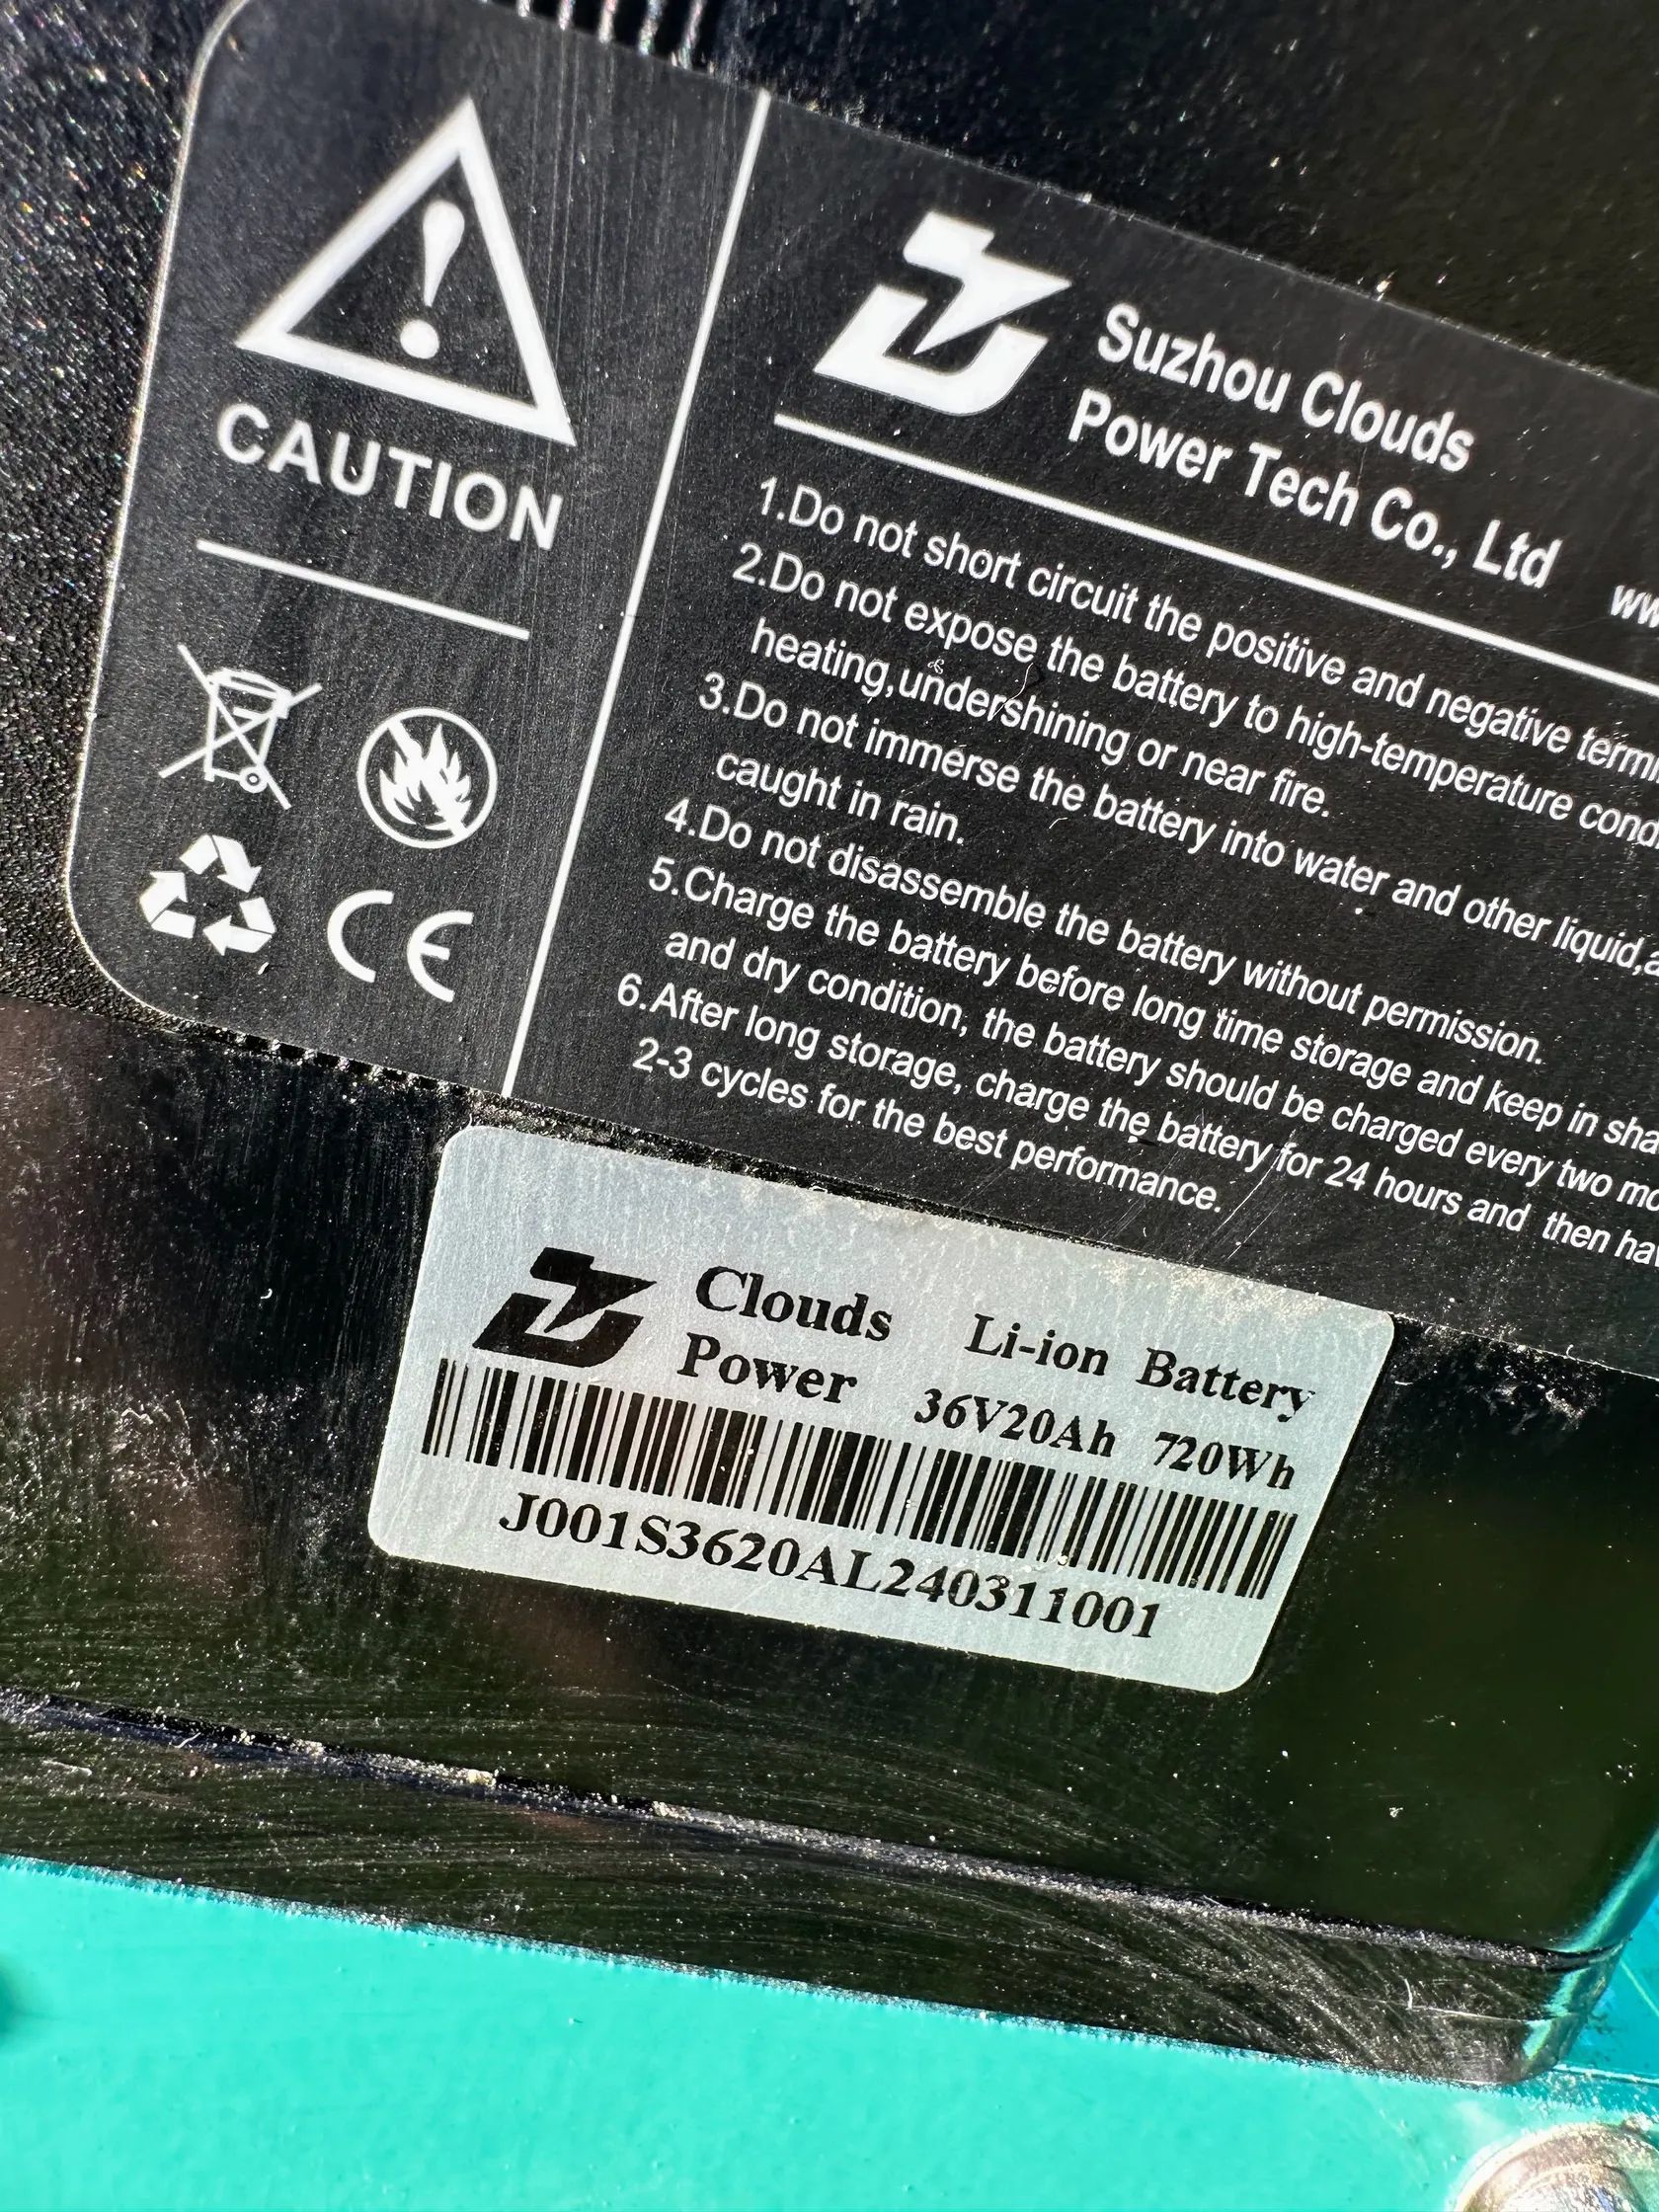 CAUTION
CE
Suzhou Clouds
Power Tech Co., Ltd
1.Do not short circuit the positive and negative
2.Do not expose the battery to high-temperature
heating,undershining or near fire.
3.Do not immerse the battery into water and other liquid,
caught in rain.
4.Do not disassemble the battery without permission.
5.Charge the battery before long time storage and keep in
and dry condition, the battery should be charged every two
6.After long storage, charge the battery for 24 hours and then
2-3 cycles for the best performance.
Clouds
Power
Li-ion Battery
36V20Ah 720Wh
J001S3620AL240311001